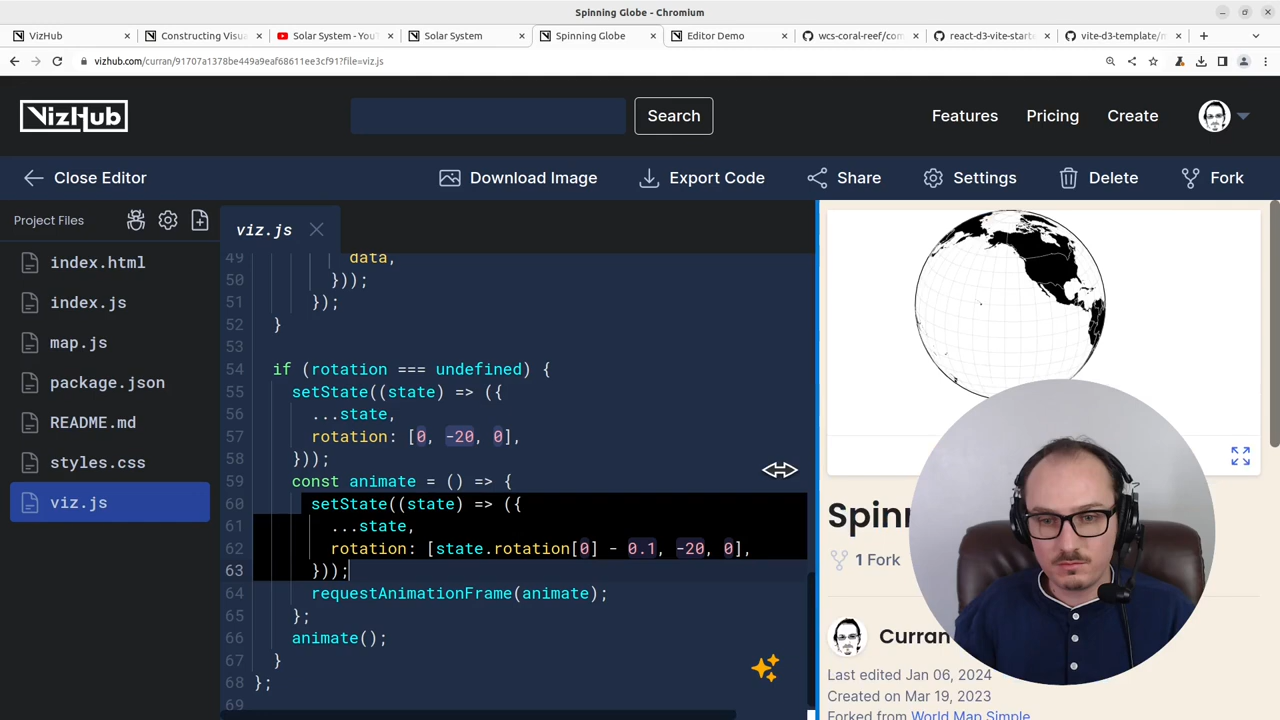 Spinning Globe - Chromium
VizHub
Constructing Visua
Solar System - YouT
Solar System
Spinning Globe
Editor Demo
wcs-coral-reef/com
react-d3-vite-starte
vite-d3-template/m
vizhub.com/curran/91707a1378be449a9eaf68611ee3cf91?file=viz.js
VizHub
Search
Features
Pricing
Create
Close Editor
Download Image
Export Code
Share
Settings
Delete
Fork
Project Files
viz.js
index.html
index.js
map.js
package.json
README.md
styles.css
viz.js
49 data,
50 }));
51 });
52 }
53
54 if (rotation === undefined) {
55 setState((state) => ({
56 ...state,
57 rotation: [0, -20, 0],
58 }));
59 const animate = () => {
60 setState((state) => ({
61 ...state,
62 rotation: [state.rotation[0] - 0.1, -20, 0],
63 }));
64 requestAnimationFrame(animate);
65 };
66 animate();
67 }
68 };
69
Spinn
1 Fork
Curran
Last edited Jan 06, 2024
Created on Mar 19, 2023
Forked from World Map Simple